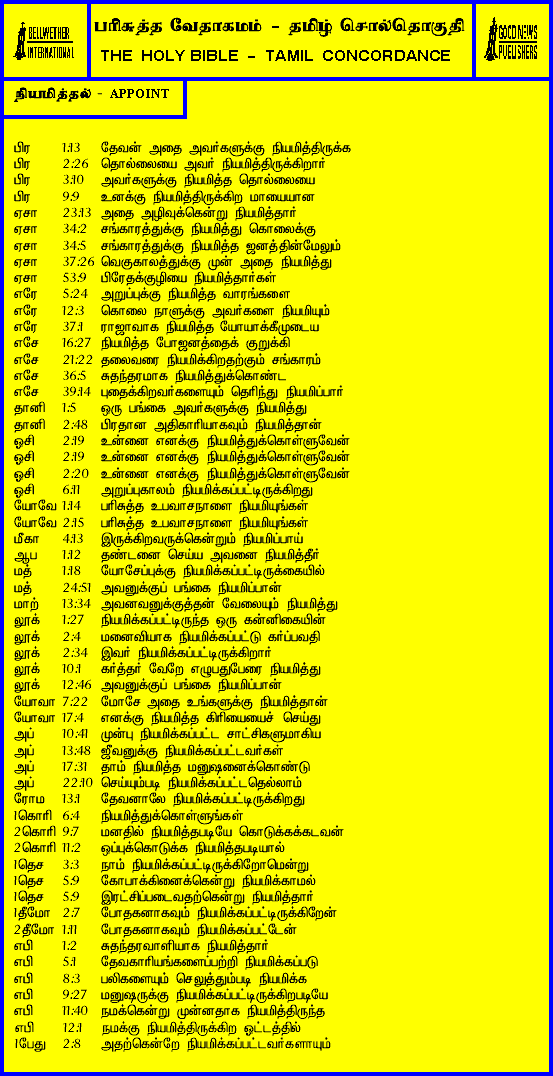 BELLWETHER
INTERNATIONAL
பரிசுத்த வேதாகமம் - தமிழ் சொல்தொகுதி
THE HOLY BIBLE - TAMIL CONCORDANCE
GOOD NEWS
PUBLISHERS
நியாமித்தல் - APPOINT
பிர 1:13 தேவன் அதை அவர்களுக்கு நியமித்திருக்க
பிர 2:26 தொல்லையை அவர் நியமித்திருக்கிறார்
பிர 3:10 அவர்களுக்கு நியமித்த தொல்லையை
பிர 9:9 உனக்கு நியமித்திருக்கிற மாயையான
ஏசா 23:13 அதை அழிவுக்கென்று நியமித்தார்
ஏசா 34:2 சங்காரத்துக்கு நியமித்து கொலைக்கு
ஏசா 34:5 சங்காரத்துக்கு நியமித்த ஜனத்தின்மேலும்
ஏசா 37:26 வெகுகாலத்துக்கு முன் அதை நியமித்து
ஏசா 53:9 பிரேதக்குழியை நியமித்தார்கள்
எரே 5:24 அறுப்புக்கு நியமித்த வாரங்களை
எரே 12:3 கொலை நாளுக்கு அவர்களை நியமியும்
எரே 37:1 ராஜாவாக நியமித்த யோயாக்கீமுடைய
எசே 16:27 நியமித்த போஜனத்தைக் குறுக்கி
எசே 21:22 தலைவரை நியமிக்கிறதற்கும் சங்காரம்
எசே 36:5 சுதந்தரமாக நியமித்துக்கொண்ட
எசே 39:14 புதைக்கிறவர்களையும் தெரிந்து நியமிப்பார்
தானி 1:5 ஒரு பங்கை அவர்களுக்கு நியமித்து
தானி 2:48 பிரதான அதிகாரியாகவும் நியமித்தான்
ஓசி 2:19 உன்னை எனக்கு நியமித்துக்கொள்ளுவேன்
ஓசி 2:19 உன்னை எனக்கு நியமித்துக்கொள்ளுவேன்
ஓசி 2:20 உன்னை எனக்கு நியமித்துக்கொள்ளுவேன்
ஓசி 6:11 அறுப்புகாலம் நியமிக்கப்பட்டிருக்கிறது
யோவே 1:14 பரிசுத்த உபவாசநாளை நியமியுங்கள்
யோவே 2:15 பரிசுத்த உபவாசநாளை நியமியுங்கள்
மீகா 4:13 இருக்கிறவருக்கென்றும் நியமிப்பாய்
ஆப 1:12 தண்டனை செய்ய அவனை நியமித்தீர்
மத் 1:18 யோசேப்புக்கு நியமிக்கப்பட்டிருக்கையில்
மத் 24:51 அவனுக்குப் பங்கை நியமிப்பான்
மாற் 13:34 அவனவனுக்குத்தன் வேலையும் நியமித்து
லூக் 1:27 நியமிக்கப்பட்டிருந்த ஒரு கன்னிகையின்
லூக் 2:4 மனைவியாக நியமிக்கப்பட்டு கர்ப்பவதி
லூக் 2:34 இவர் நியமிக்கப்பட்டிருக்கிறார்
லூக் 10:1 கர்த்தர் வேறே எழுபதுபேரை நியமித்து
லூக் 12:46 அவனுக்குப் பங்கை நியமிப்பான்
யோவா 7:22 மோசே அதை உங்களுக்கு நியமித்தான்
யோவா 17:4 எனக்கு நியமித்த கிரியையைச் செய்து
அப் 10:41 முன்பு நியமிக்கப்பட்ட சாட்சிகளுமாகிய
அப் 13:48 ஜீவனுக்கு நியமிக்கப்பட்டவர்கள்
அப் 17:31 தாம் நியமித்த மனுஷனைக்கொண்டு
அப் 22:10 செய்யும்படி நியமிக்கப்பட்டதெல்லாம்
ரோம 13:1 தேவனாலே நியமிக்கப்பட்டிருக்கிறது
1கொரி 6:4 நியமித்துக்கொள்ளுங்கள்
2கொரி 9:7 மனதில் நியமித்தபடியே கொடுக்கக்கடவன்
2கொரி 11:2 ஒப்புக்கொடுக்க நியமித்தபடியால்
1தெச 3:3 நாம் நியமிக்கப்பட்டிருக்கிறோமென்று
1தெச 5:9 கோபாக்கினைக்கென்று நியமிக்காமல்
1தெச 5:9 இரட்சிப்படைவதற்கென்று நியமித்தார்
1தீமோ 2:7 போதகனாகவும் நியமிக்கப்பட்டிருக்கிறேன்
2தீமோ 1:11 போதகனாகவும் நியமிக்கப்பட்டேன்
எபி 1:2 சுதந்தரவாளியாக நியமித்தார்
எபி 5:1 தேவகாரியங்களைப்பற்றி நியமிக்கப்படு
எபி 8:3 பலிகளையும் செலுத்தும்படி நியமிக்க
எபி 9:27 மனுஷருக்கு நியமிக்கப்பட்டிருக்கிறபடியே
எபி 11:40 நமக்கென்று முன்னதாக நியமித்திருந்த
எபி 12:1 நமக்கு நியமித்திருக்கிற ஓட்டத்தில்
1பேது 2:8 அதற்கென்றே நியமிக்கப்பட்டவர்களாயும்